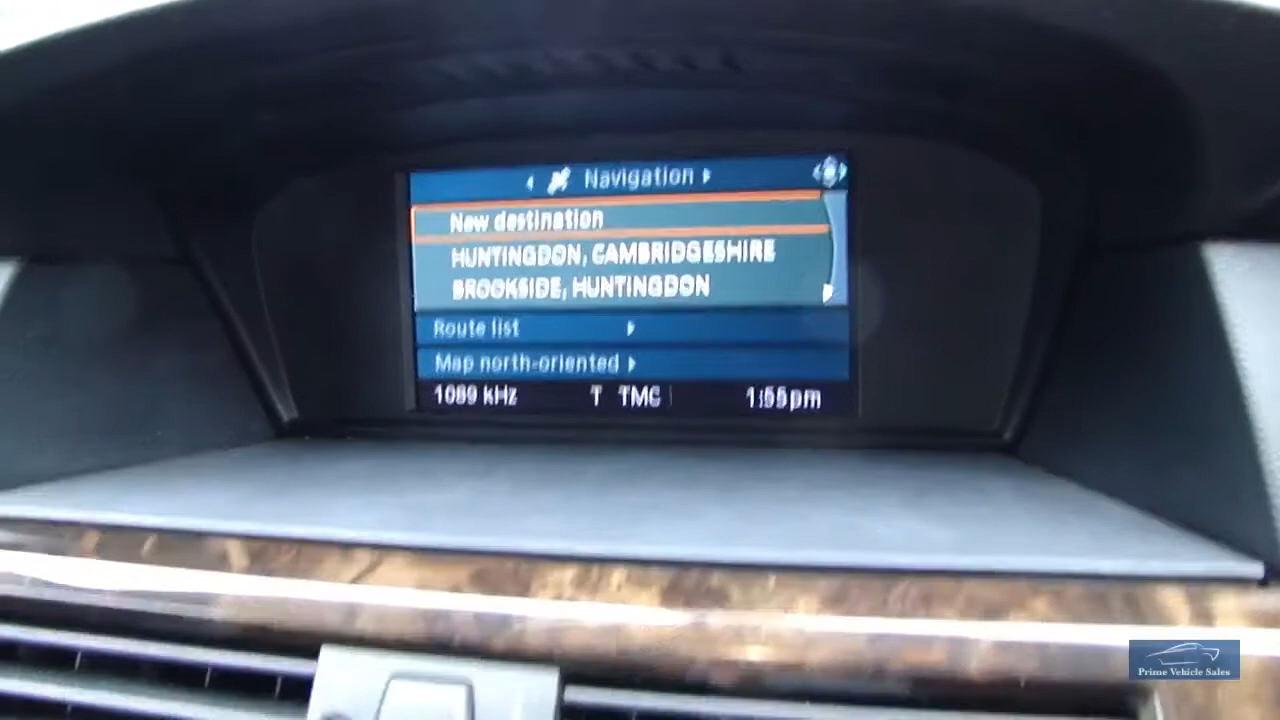 Navigation
New destination
HUNTINGDON, CAMBRIDGESHIRE
BROOKSIDE, HUNTINGDON
Route list
Map north-oriented
1089 kHz T TMC 1:55pm
Prime Vehicle Sales